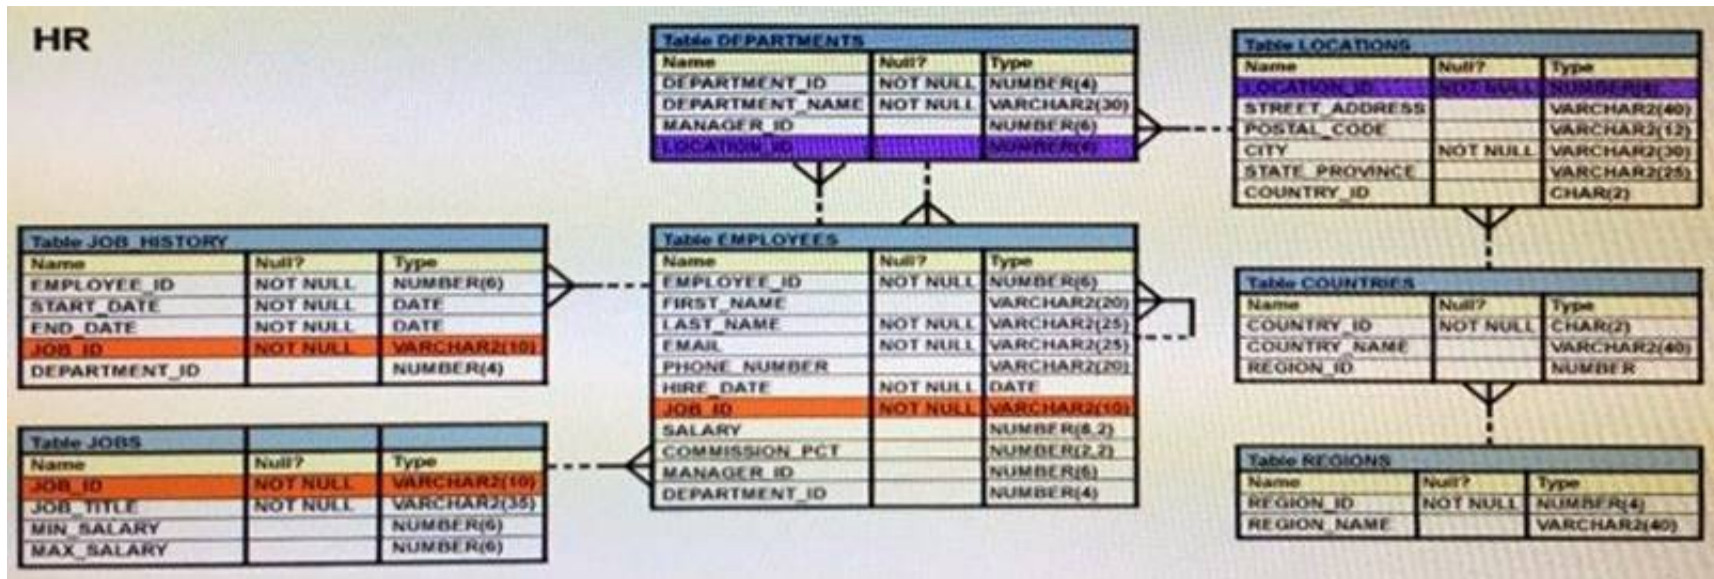 HR
Table DEPARTMENTS
Name Null? Type
DEPARTMENT_ID NOT NULL NUMBER(4)
DEPARTMENT_NAME NOT NULL VARCHAR2(30)
MANAGER_ID NUMBER(6)
LOCATION_ID NUMBER(4)
Table LOCATIONS
Name Null? Type
LOCATION_ID NOT NULL NUMBER(4)
STREET_ADDRESS VARCHAR2(40)
POSTAL_CODE VARCHAR2(12)
CITY NOT NULL VARCHAR2(30)
STATE_PROVINCE VARCHAR2(25)
COUNTRY_ID CHAR(2)
Table JOB_HISTORY
Name Null? Type
EMPLOYEE_ID NOT NULL NUMBER(6)
START_DATE NOT NULL DATE
END_DATE NOT NULL DATE
JOB_ID NOT NULL VARCHAR2(10)
DEPARTMENT_ID NUMBER(4)
Table EMPLOYEES
Name Null? Type
EMPLOYEE_ID NOT NULL NUMBER(6)
FIRST_NAME VARCHAR2(20)
LAST_NAME NOT NULL VARCHAR2(25)
EMAIL NOT NULL VARCHAR2(25)
PHONE_NUMBER VARCHAR2(20)
HIRE_DATE NOT NULL DATE
JOB_ID NOT NULL VARCHAR2(10)
SALARY NUMBER(8,2)
COMMISSION_PCT NUMBER(2,2)
MANAGER_ID NUMBER(6)
DEPARTMENT_ID NUMBER(4)
Table COUNTRIES
Name Null? Type
COUNTRY_ID NOT NULL CHAR(2)
COUNTRY_NAME VARCHAR2(40)
REGION_ID NUMBER
Table JOBS
Name Null? Type
JOB_ID NOT NULL VARCHAR2(10)
JOB_TITLE NOT NULL VARCHAR2(35)
MIN_SALARY NUMBER(6)
MAX_SALARY NUMBER(6)
Table REGIONS
Name Null? Type
REGION_ID NOT NULL NUMBER(4)
REGION_NAME VARCHAR2(40)